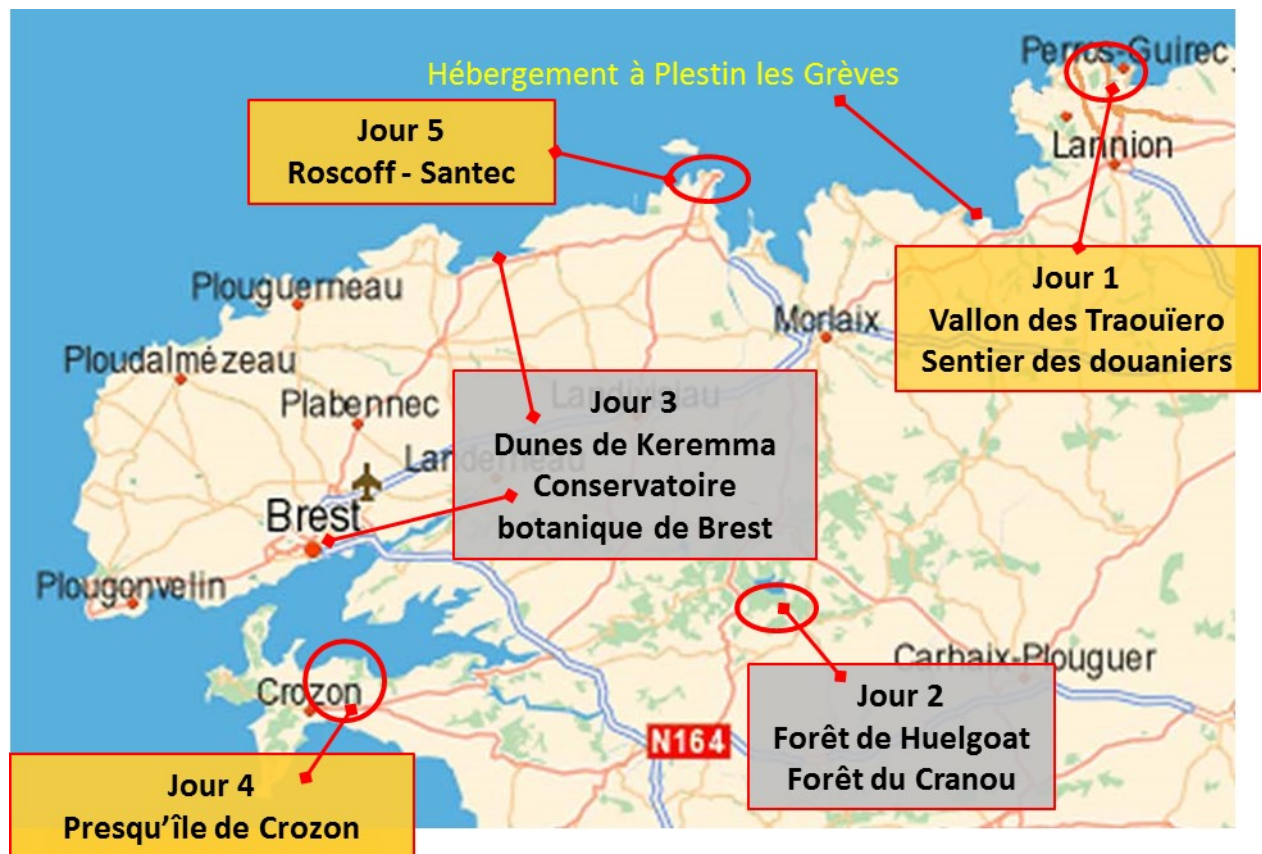 Perros-Guirec
Hébergement à Plestin les Grèves
Jour 5
Roscoff - Santec
Lannion
Jour 1
Vallon des Traouïero
Sentier des douaniers
Plouguerneau
Morlaix
Ploudalmézeau
Plabennec
Landivisiau
Jour 3
Dunes de Keremma
Conservatoire
botanique de Brest
Landerneau
Brest
Plougonvelin
Carhaix-Plouguer
Crozon
Jour 2
Forêt de Huelgoat
Forêt du Cranou
N164
Jour 4
Presqu’île de Crozon